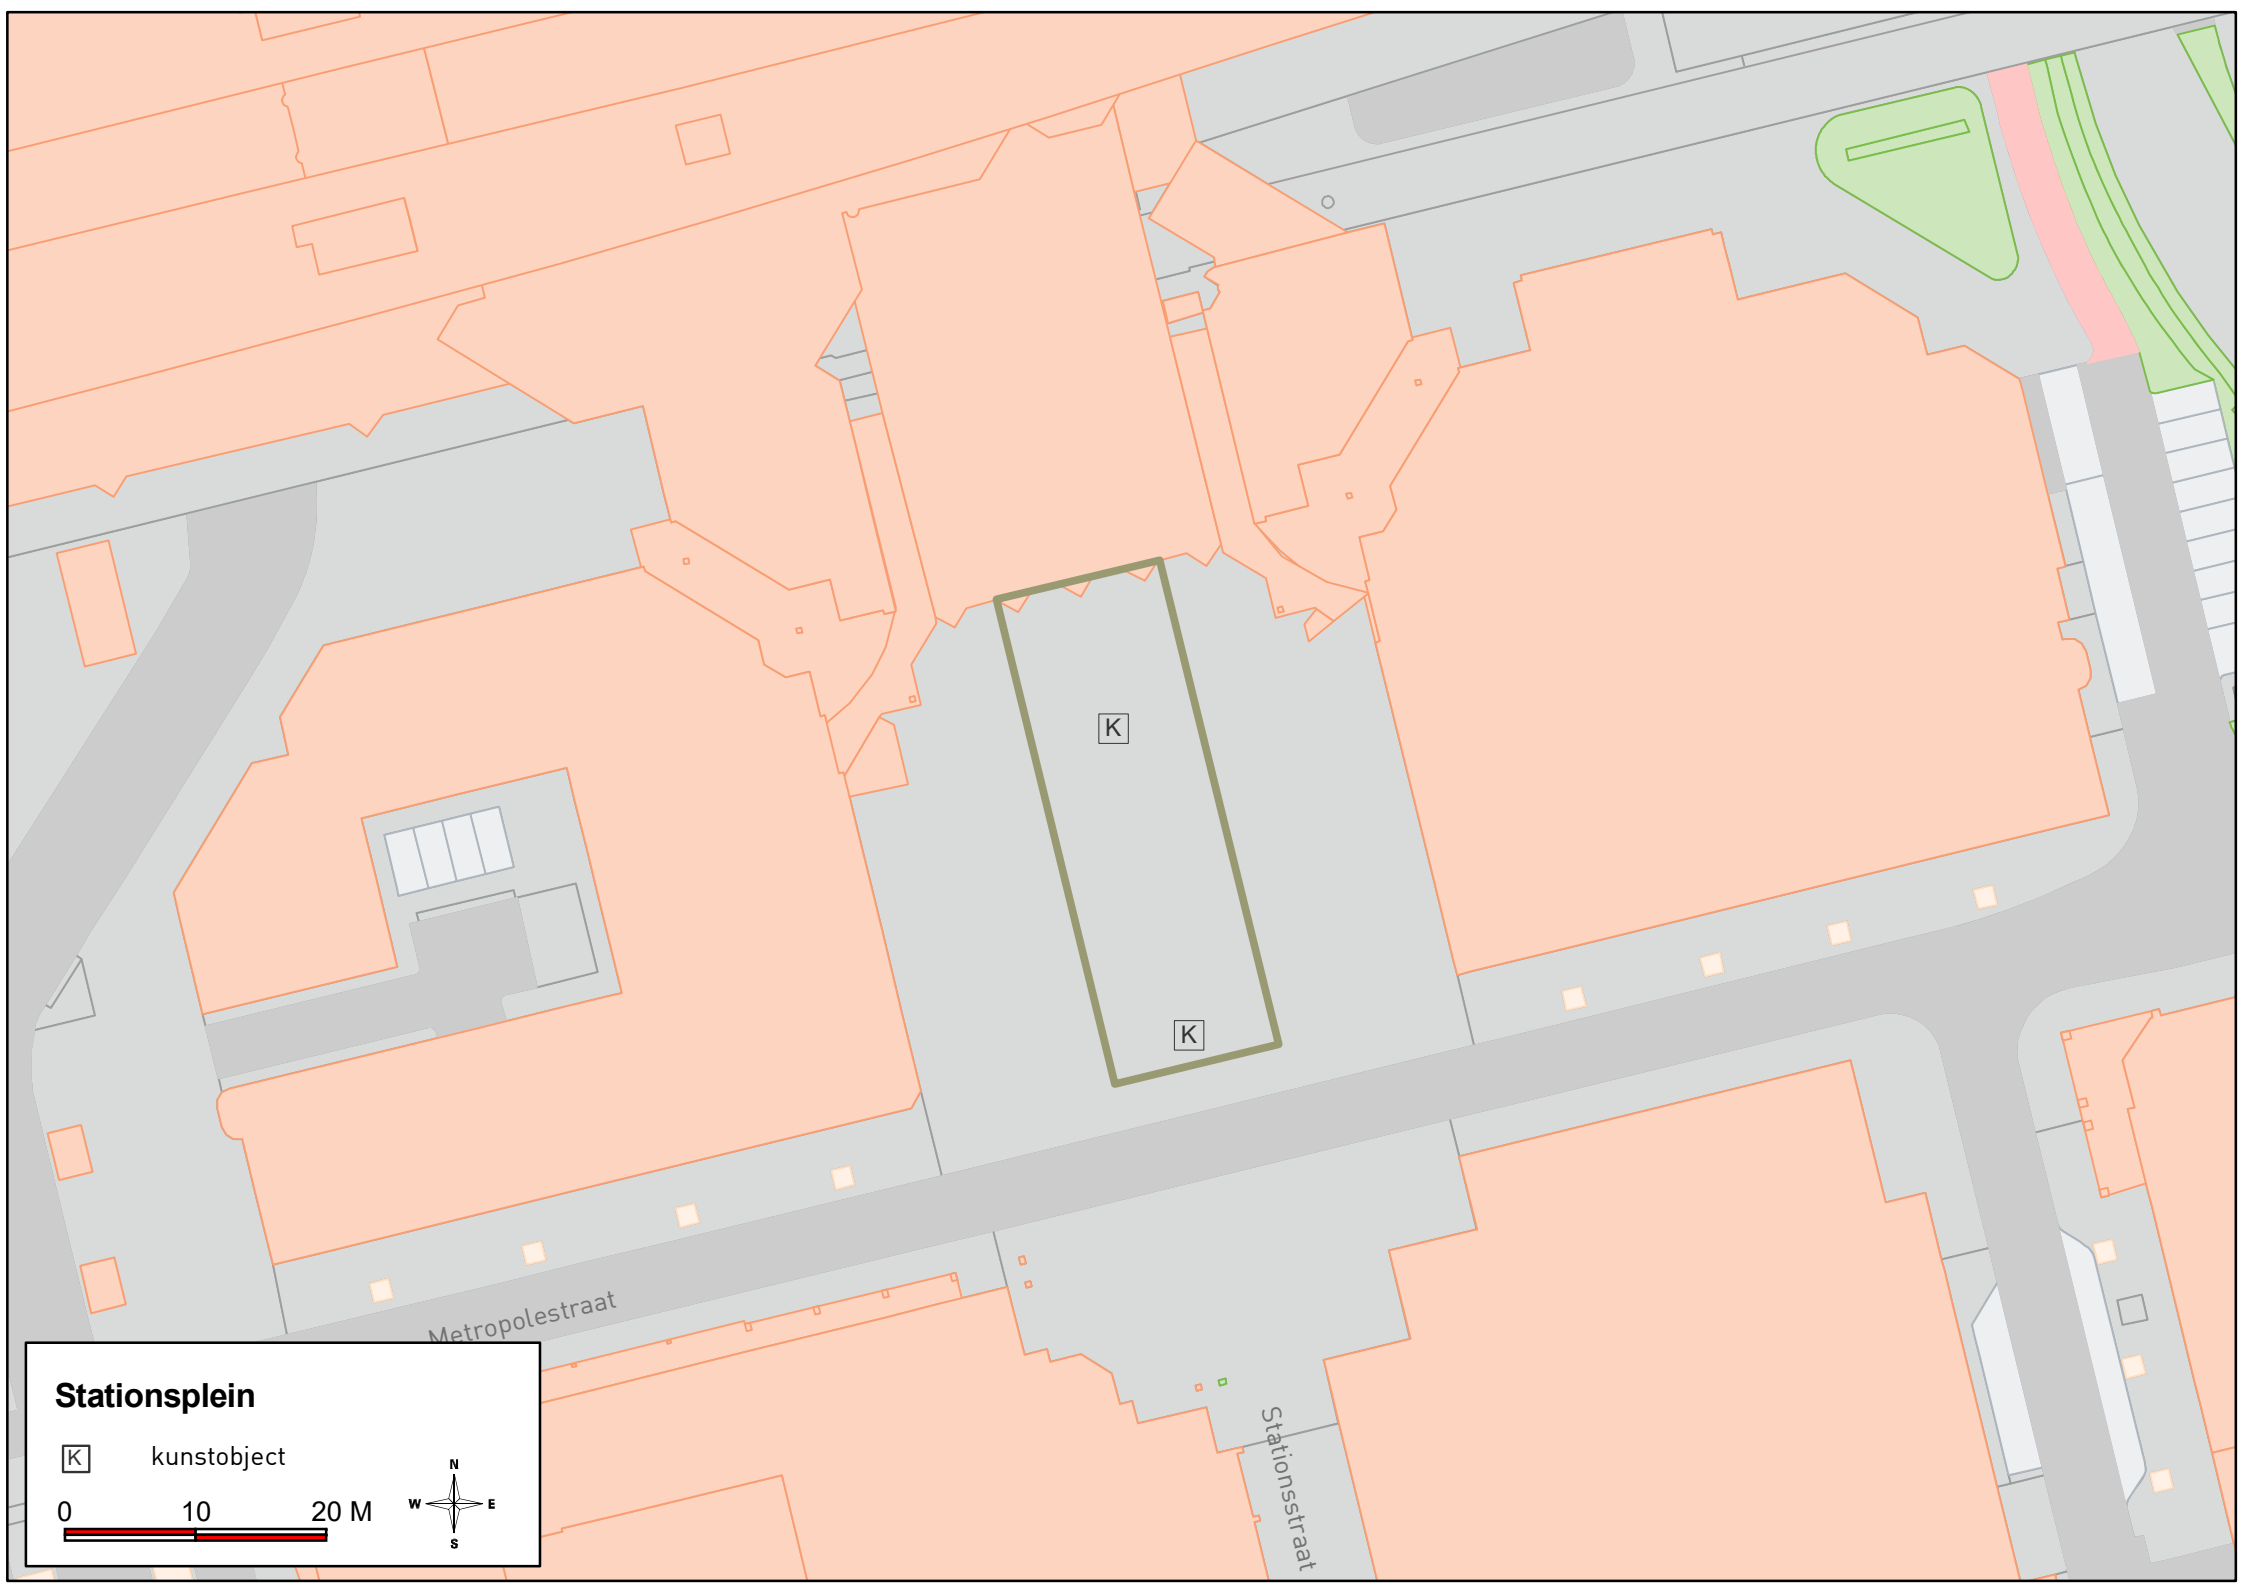 K
K
Metropolestraat
Stationsstraat
Stationsplein
K kunstobject
0 10 20 M
N
W E
S